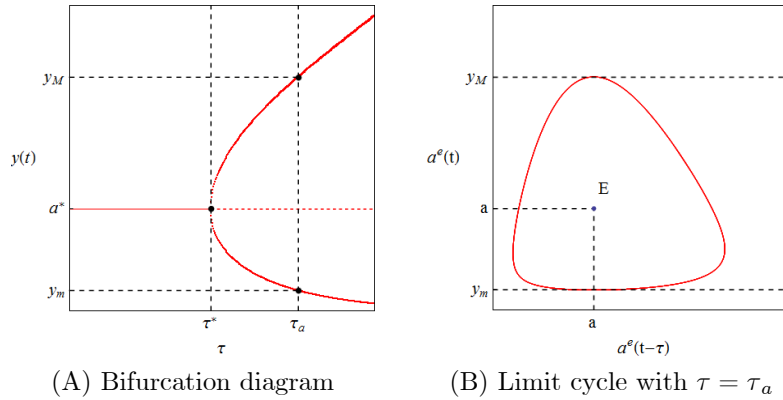 y_M
y(t)
a*
y_m
τ*
τ_a
τ
(A) Bifurcation diagram
y_M
a^e(t)
E
a
y_m
a
a^e(t−τ)
(B) Limit cycle with τ = τ_a